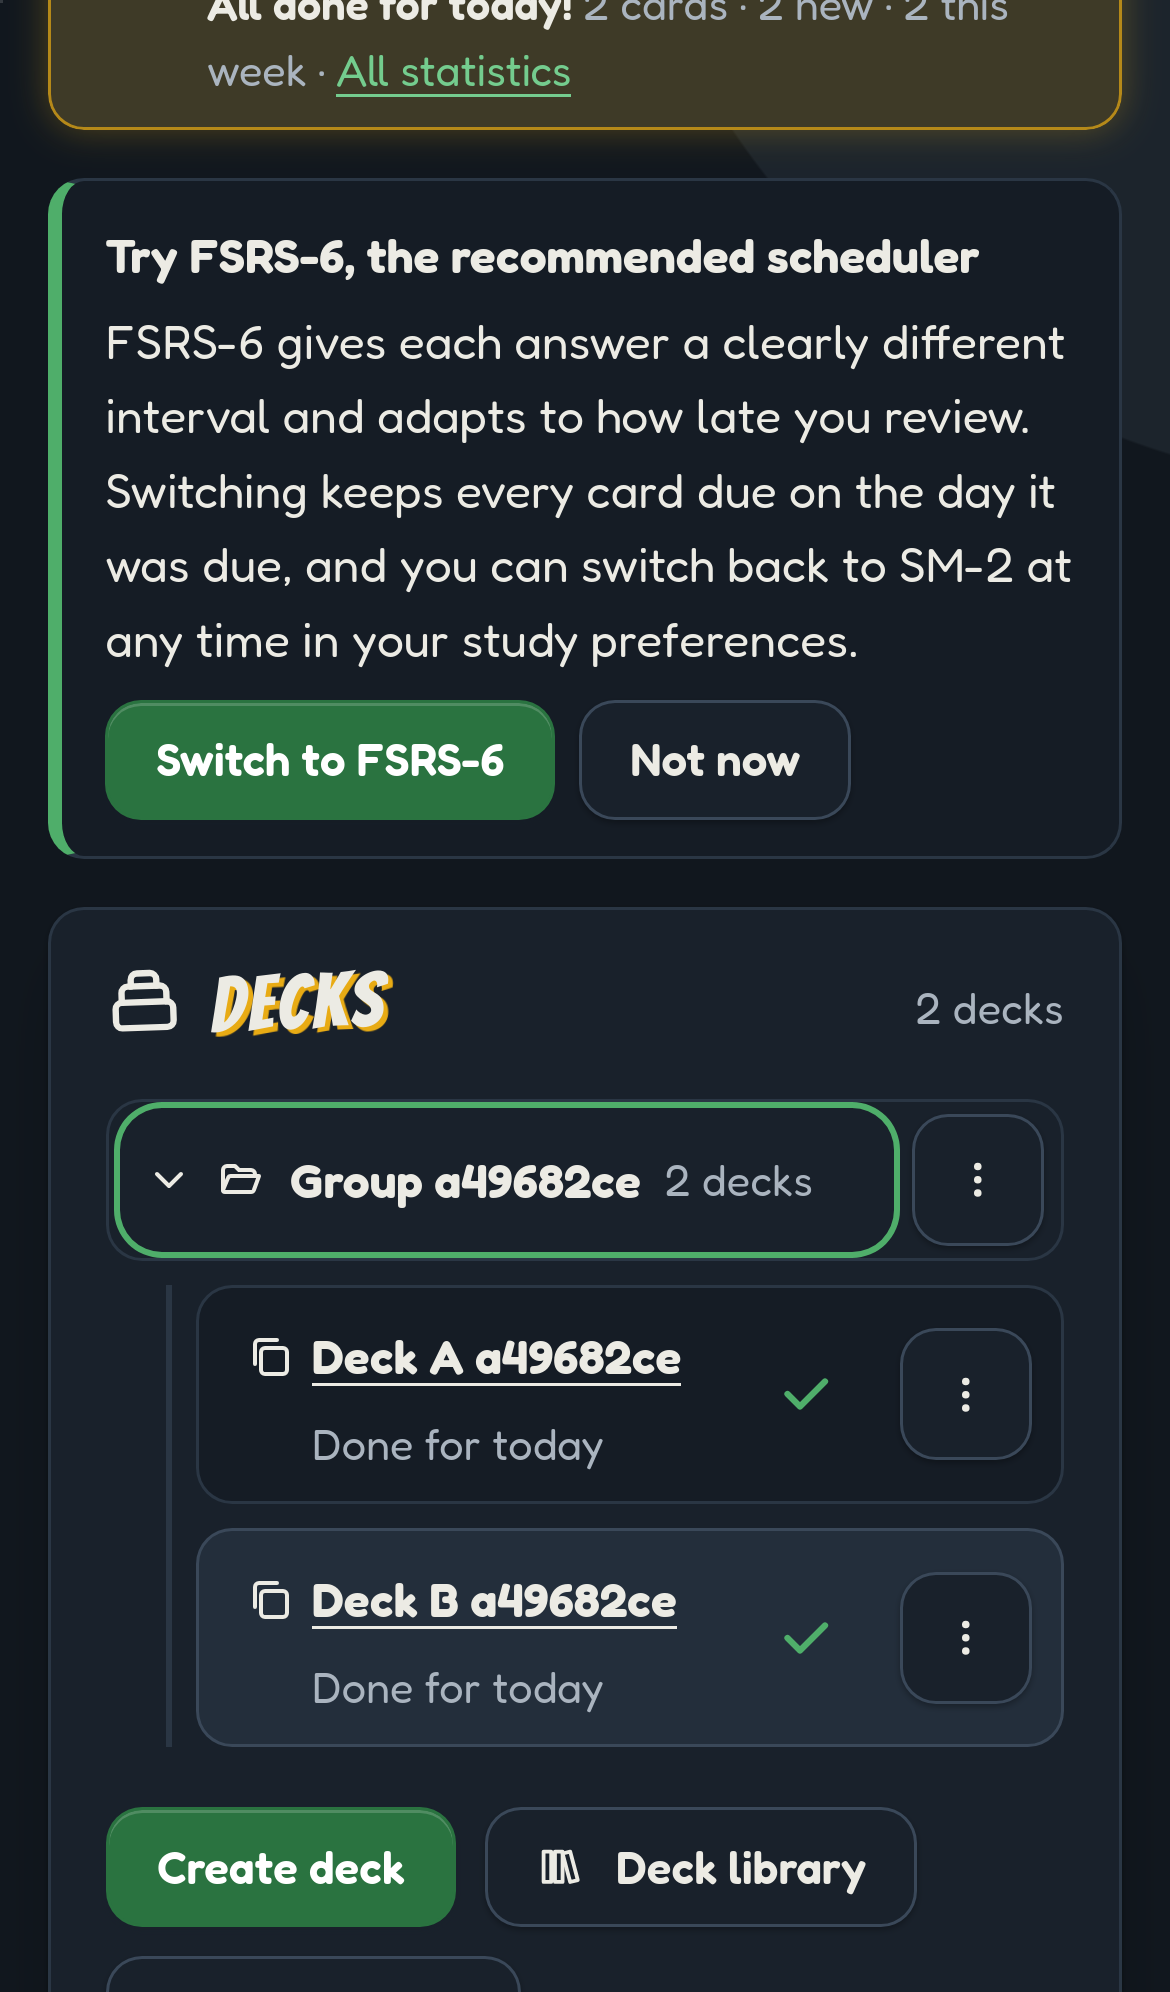 All done for today! 2 cards · 2 new · 2 this
week · All statistics
Try FSRS-6, the recommended scheduler
FSRS-6 gives each answer a clearly different
interval and adapts to how late you review.
Switching keeps every card due on the day it
was due, and you can switch back to SM-2 at
any time in your study preferences.
Switch to FSRS-6
Not now
DECKS
2 decks
Group a49682ce 2 decks
Deck A a49682ce
Done for today
Deck B a49682ce
Done for today
Create deck
Deck library